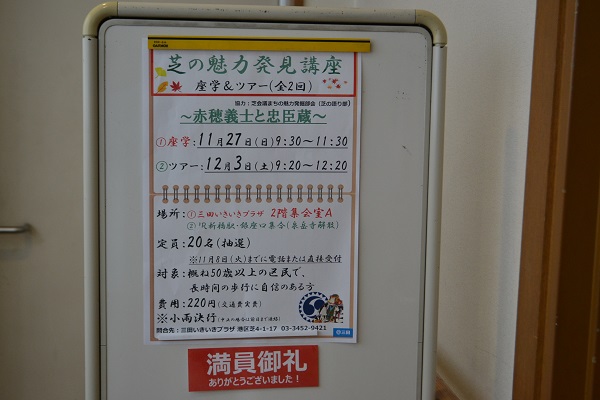 芝の魅力発見講座
座学＆ツアー(全2回)
協力：芝会議まちの魅力発掘部会（芝の語り部）
～赤穂義士と忠臣蔵～
①座学：11月27日(日)9:30～11:30
②ツアー：12月3日(土)9:20～12:20
場所：①三田いきいきプラザ 2階集会室A
②JR新橋駅・銀座口集合(泉岳寺解散)
定員：20名(抽選)
※11月8日(火)までに電話または直接受付
対象：概ね50歳以上の区民で、
長時間の歩行に自信のある方
費用：220円(交通費実費)
※小雨決行
問合先：三田いきいきプラザ 港区芝4-1-17 03-3452-9421
三田
満員御礼
ありがとうございました！